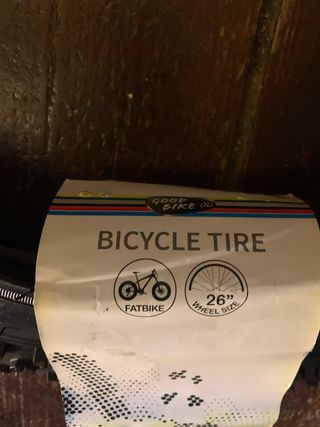 GOOD
BIKE
BICYCLE TIRE
FATBIKE
26”
WHEEL SIZE